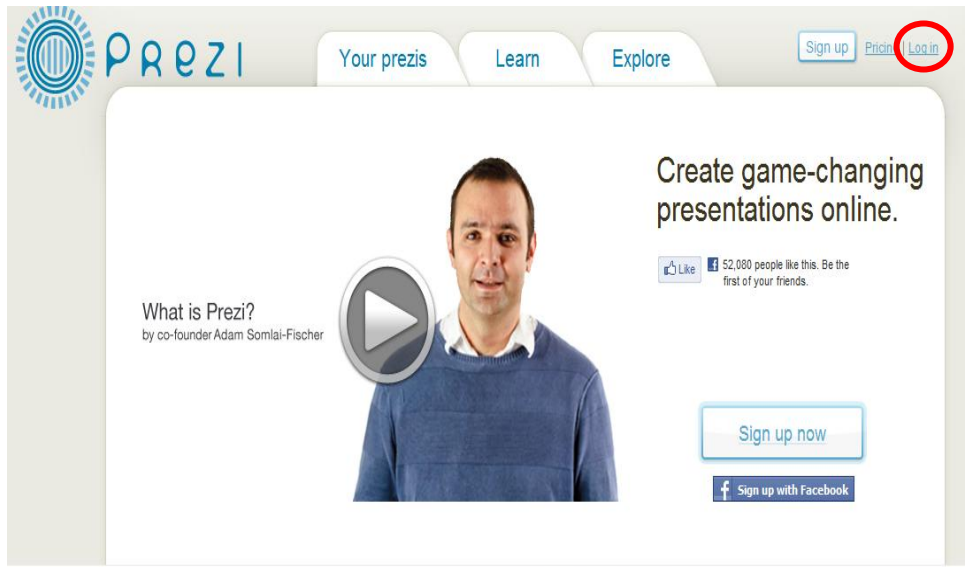 PREZI
Your prezis
Learn
Explore
Sign up
Pricing | Log in
Create game-changing
presentations online.
Like
52,080 people like this. Be the
first of your friends.
What is Prezi?
by co-founder Adam Somlai-Fischer
Sign up now
f Sign up with Facebook